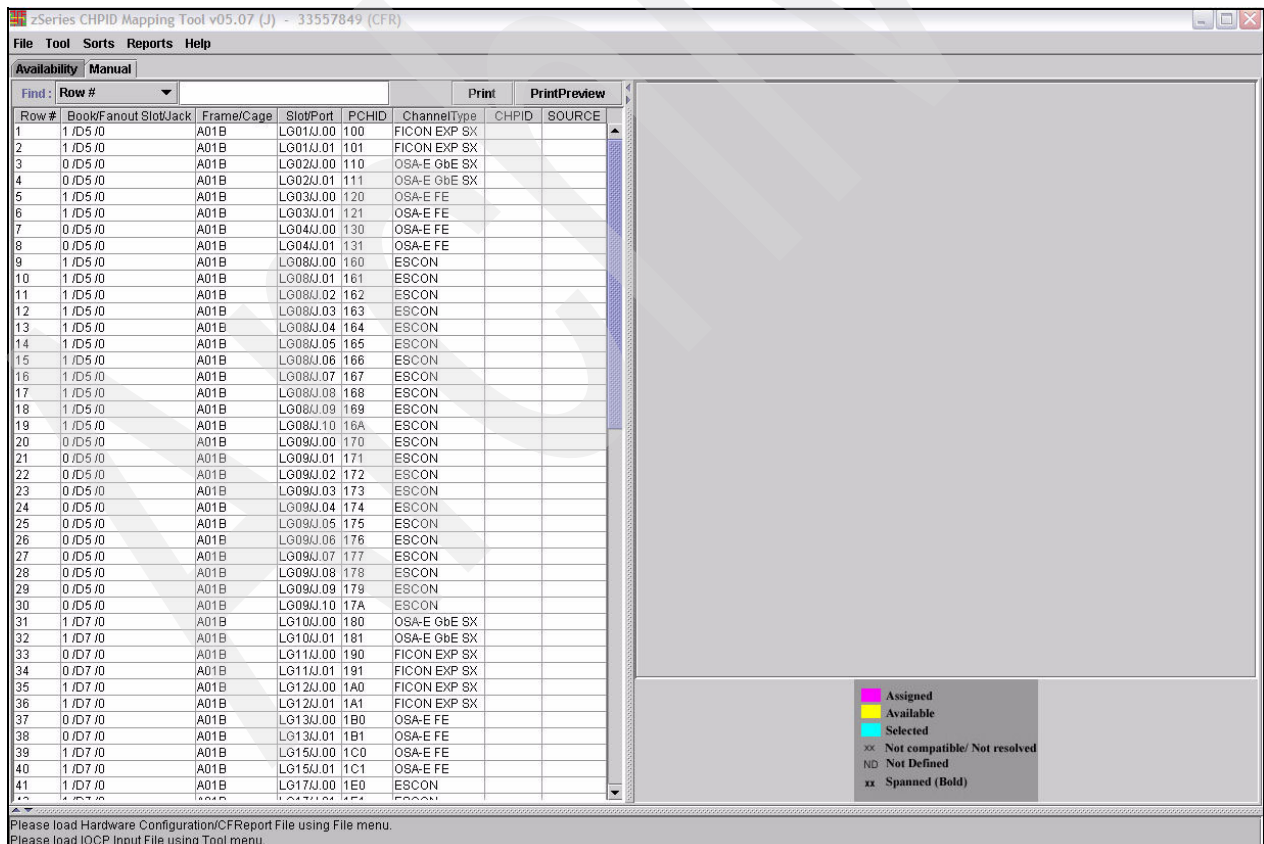 zSeries CHPID Mapping Tool v05.07 (J) - 33557849 (CFR)
File Tool Sorts Reports Help
Availability Manual
Find : Row # Print PrintPreview
Row # Book/Fanout Slot/Jack Frame/Cage Slot/Port PCHID ChannelType CHPID SOURCE
1 1 /D5 /0 A01B LG01/J.00 100 FICON EXP SX
2 1 /D5 /0 A01B LG01/J.01 101 FICON EXP SX
3 0 /D5 /0 A01B LG02/J.00 110 OSA-E GbE SX
4 0 /D5 /0 A01B LG02/J.01 111 OSA-E GbE SX
5 1 /D5 /0 A01B LG03/J.00 120 OSA-E FE
6 1 /D5 /0 A01B LG03/J.01 121 OSA-E FE
7 0 /D5 /0 A01B LG04/J.00 130 OSA-E FE
8 0 /D5 /0 A01B LG04/J.01 131 OSA-E FE
9 1 /D5 /0 A01B LG08/J.00 160 ESCON
10 1 /D5 /0 A01B LG08/J.01 161 ESCON
11 1 /D5 /0 A01B LG08/J.02 162 ESCON
12 1 /D5 /0 A01B LG08/J.03 163 ESCON
13 1 /D5 /0 A01B LG08/J.04 164 ESCON
14 1 /D5 /0 A01B LG08/J.05 165 ESCON
15 1 /D5 /0 A01B LG08/J.06 166 ESCON
16 1 /D5 /0 A01B LG08/J.07 167 ESCON
17 1 /D5 /0 A01B LG08/J.08 168 ESCON
18 1 /D5 /0 A01B LG08/J.09 169 ESCON
19 1 /D5 /0 A01B LG08/J.10 16A ESCON
20 0 /D5 /0 A01B LG09/J.00 170 ESCON
21 0 /D5 /0 A01B LG09/J.01 171 ESCON
22 0 /D5 /0 A01B LG09/J.02 172 ESCON
23 0 /D5 /0 A01B LG09/J.03 173 ESCON
24 0 /D5 /0 A01B LG09/J.04 174 ESCON
25 0 /D5 /0 A01B LG09/J.05 175 ESCON
26 0 /D5 /0 A01B LG09/J.06 176 ESCON
27 0 /D5 /0 A01B LG09/J.07 177 ESCON
28 0 /D5 /0 A01B LG09/J.08 178 ESCON
29 0 /D5 /0 A01B LG09/J.09 179 ESCON
30 0 /D5 /0 A01B LG09/J.10 17A ESCON
31 1 /D7 /0 A01B LG10/J.00 180 OSA-E GbE SX
32 1 /D7 /0 A01B LG10/J.01 181 OSA-E GbE SX
33 0 /D7 /0 A01B LG11/J.00 190 FICON EXP SX
34 0 /D7 /0 A01B LG11/J.01 191 FICON EXP SX
35 1 /D7 /0 A01B LG12/J.00 1A0 FICON EXP SX
36 1 /D7 /0 A01B LG12/J.01 1A1 FICON EXP SX
37 0 /D7 /0 A01B LG13/J.00 1B0 OSA-E FE
38 0 /D7 /0 A01B LG13/J.01 1B1 OSA-E FE
39 1 /D7 /0 A01B LG15/J.00 1C0 OSA-E FE
40 1 /D7 /0 A01B LG15/J.01 1C1 OSA-E FE
41 1 /D7 /0 A01B LG17/J.00 1E0 ESCON
Assigned
Available
Selected
xx Not compatible/ Not resolved
ND Not Defined
xx Spanned (Bold)
Please load Hardware Configuration/CFReport File using File menu.
Please load IOCP Input File using Tool menu.